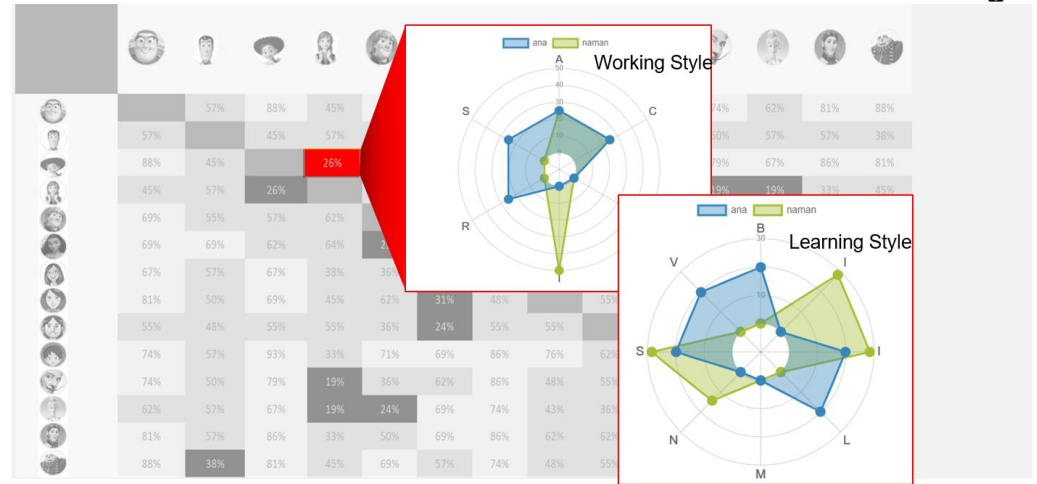 ana naman
Working Style
A
50
40
30
10
S C
R
I
57% 88% 45% 74% 62% 81% 88%
57% 45% 57% 57% 57% 38%
88% 45% 26% 79% 67% 86% 81%
45% 57% 26% 19% 19% 33% 45%
69% 55% 57% 62%
69% 69% 62% 64%
67% 57% 67% 38% 36%
81% 50% 69% 45% 62% 31% 48% 55%
55% 48% 55% 55% 36% 24% 55% 55%
74% 57% 93% 33% 71% 69% 86% 76% 62%
74% 50% 79% 19% 36% 62% 86% 48% 55%
62% 57% 67% 19% 24% 69% 74% 43% 36%
81% 57% 86% 33% 50% 69% 86% 62% 62%
88% 38% 81% 45% 69% 57% 74% 48% 55%
ana naman
Learning Style
B
30
10
V I
S I
N L
M